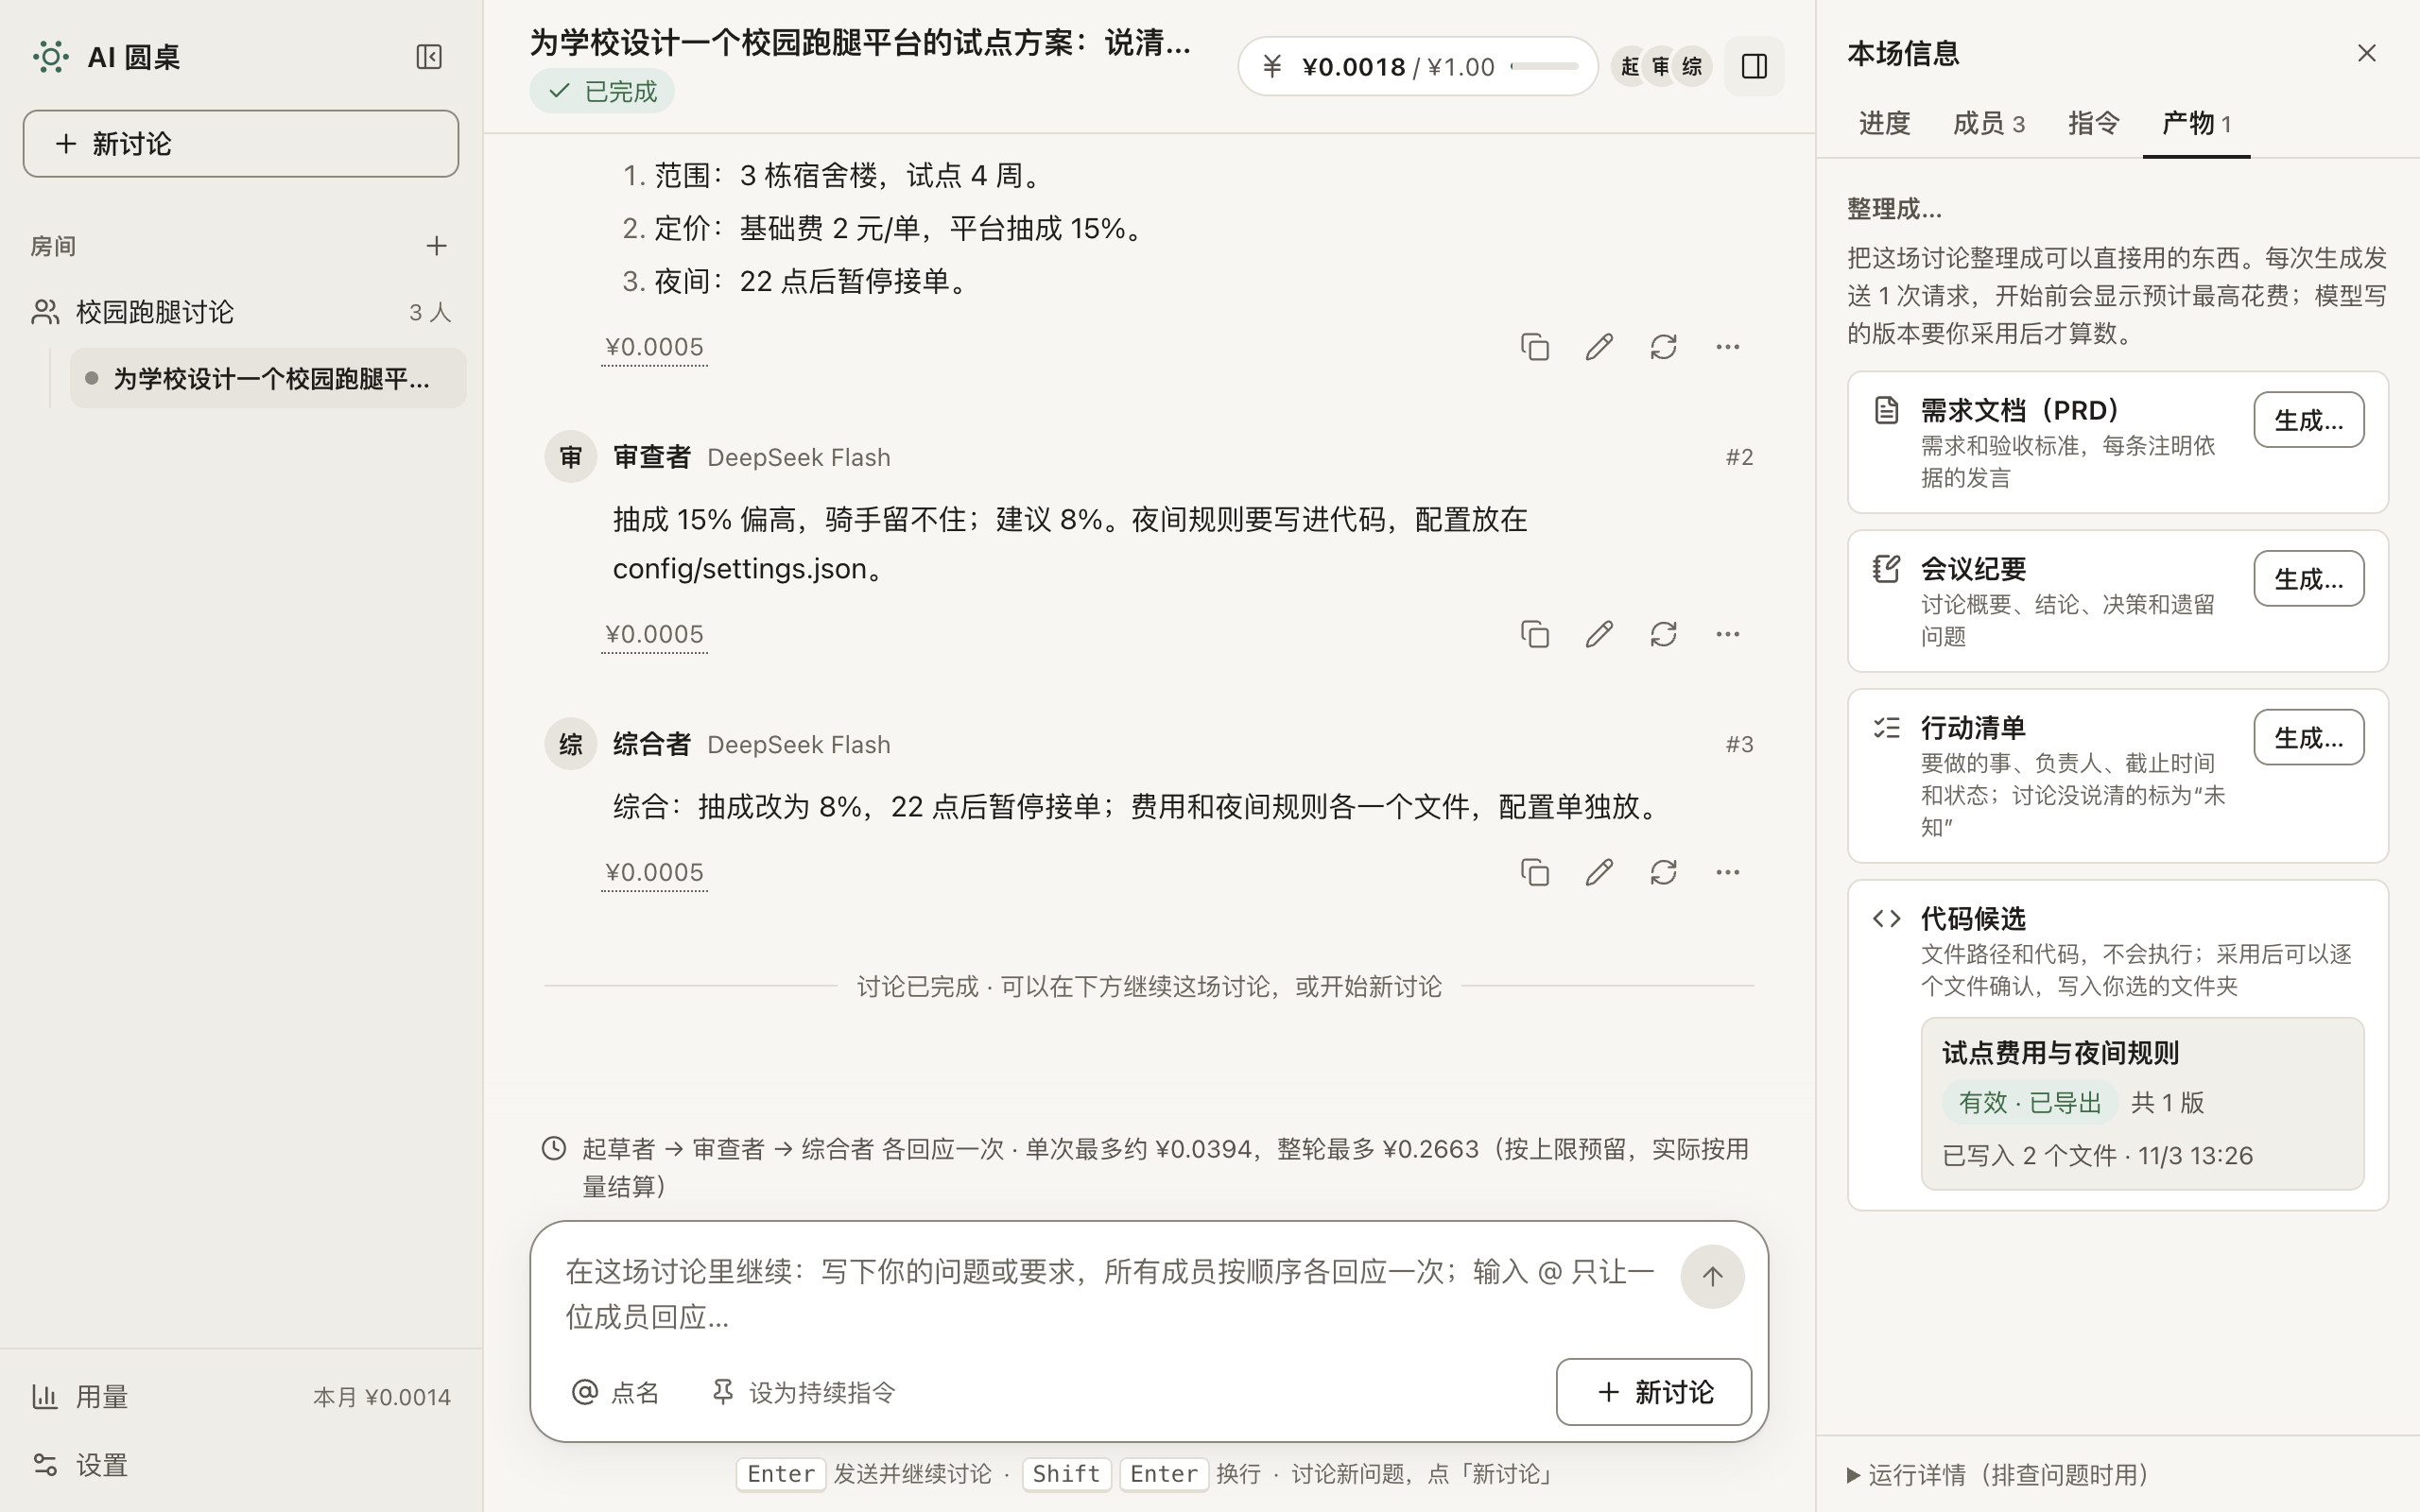 AI 圆桌
新讨论
房间
校园跑腿讨论
3 人
为学校设计一个校园跑腿平...
用量
本月 ¥0.0014
设置
为学校设计一个校园跑腿平台的试点方案：说清...
已完成
¥0.0018 / ¥1.00
起
审
综
1. 范围：3 栋宿舍楼，试点 4 周。
2. 定价：基础费 2 元/单，平台抽成 15%。
3. 夜间：22 点后暂停接单。
¥0.0005
审
审查者 DeepSeek Flash
#2
抽成 15% 偏高，骑手留不住；建议 8%。夜间规则要写进代码，配置放在
config/settings.json。
¥0.0005
综
综合者 DeepSeek Flash
#3
综合：抽成改为 8%，22 点后暂停接单；费用和夜间规则各一个文件，配置单独放。
¥0.0005
讨论已完成 · 可以在下方继续这场讨论，或开始新讨论
起草者 → 审查者 → 综合者 各回应一次 · 单次最多约 ¥0.0394，整轮最多 ¥0.2663（按上限预留，实际按用
量结算）
在这场讨论里继续：写下你的问题或要求，所有成员按顺序各回应一次；输入 @ 只让一
位成员回应...
点名
设为持续指令
新讨论
Enter 发送并继续讨论 · Shift Enter 换行 · 讨论新问题，点「新讨论」
本场信息
进度
成员 3
指令
产物 1
整理成...
把这场讨论整理成可以直接用的东西。每次生成发
送 1 次请求，开始前会显示预计最高花费；模型写
的版本要你采用后才算数。
需求文档（PRD）
需求和验收标准，每条注明依
据的发言
生成...
会议纪要
讨论概要、结论、决策和遗留
问题
生成...
行动清单
要做的事、负责人、截止时间
和状态；讨论没说清的标为“未
知”
生成...
代码候选
文件路径和代码，不会执行；采用后可以逐
个文件确认，写入你选的文件夹
试点费用与夜间规则
有效 · 已导出
共 1 版
已写入 2 个文件 · 11/3 13:26
运行详情（排查问题时用）